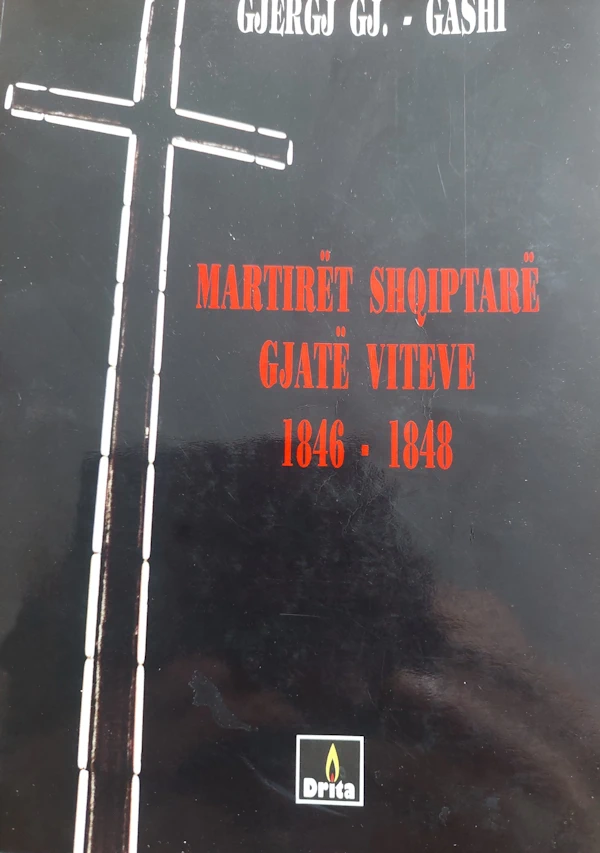 GJERGJ GJ. - GASHI
MARTIRËT SHQIPTARË
GJATË VITEVE
1846 - 1848
Drita